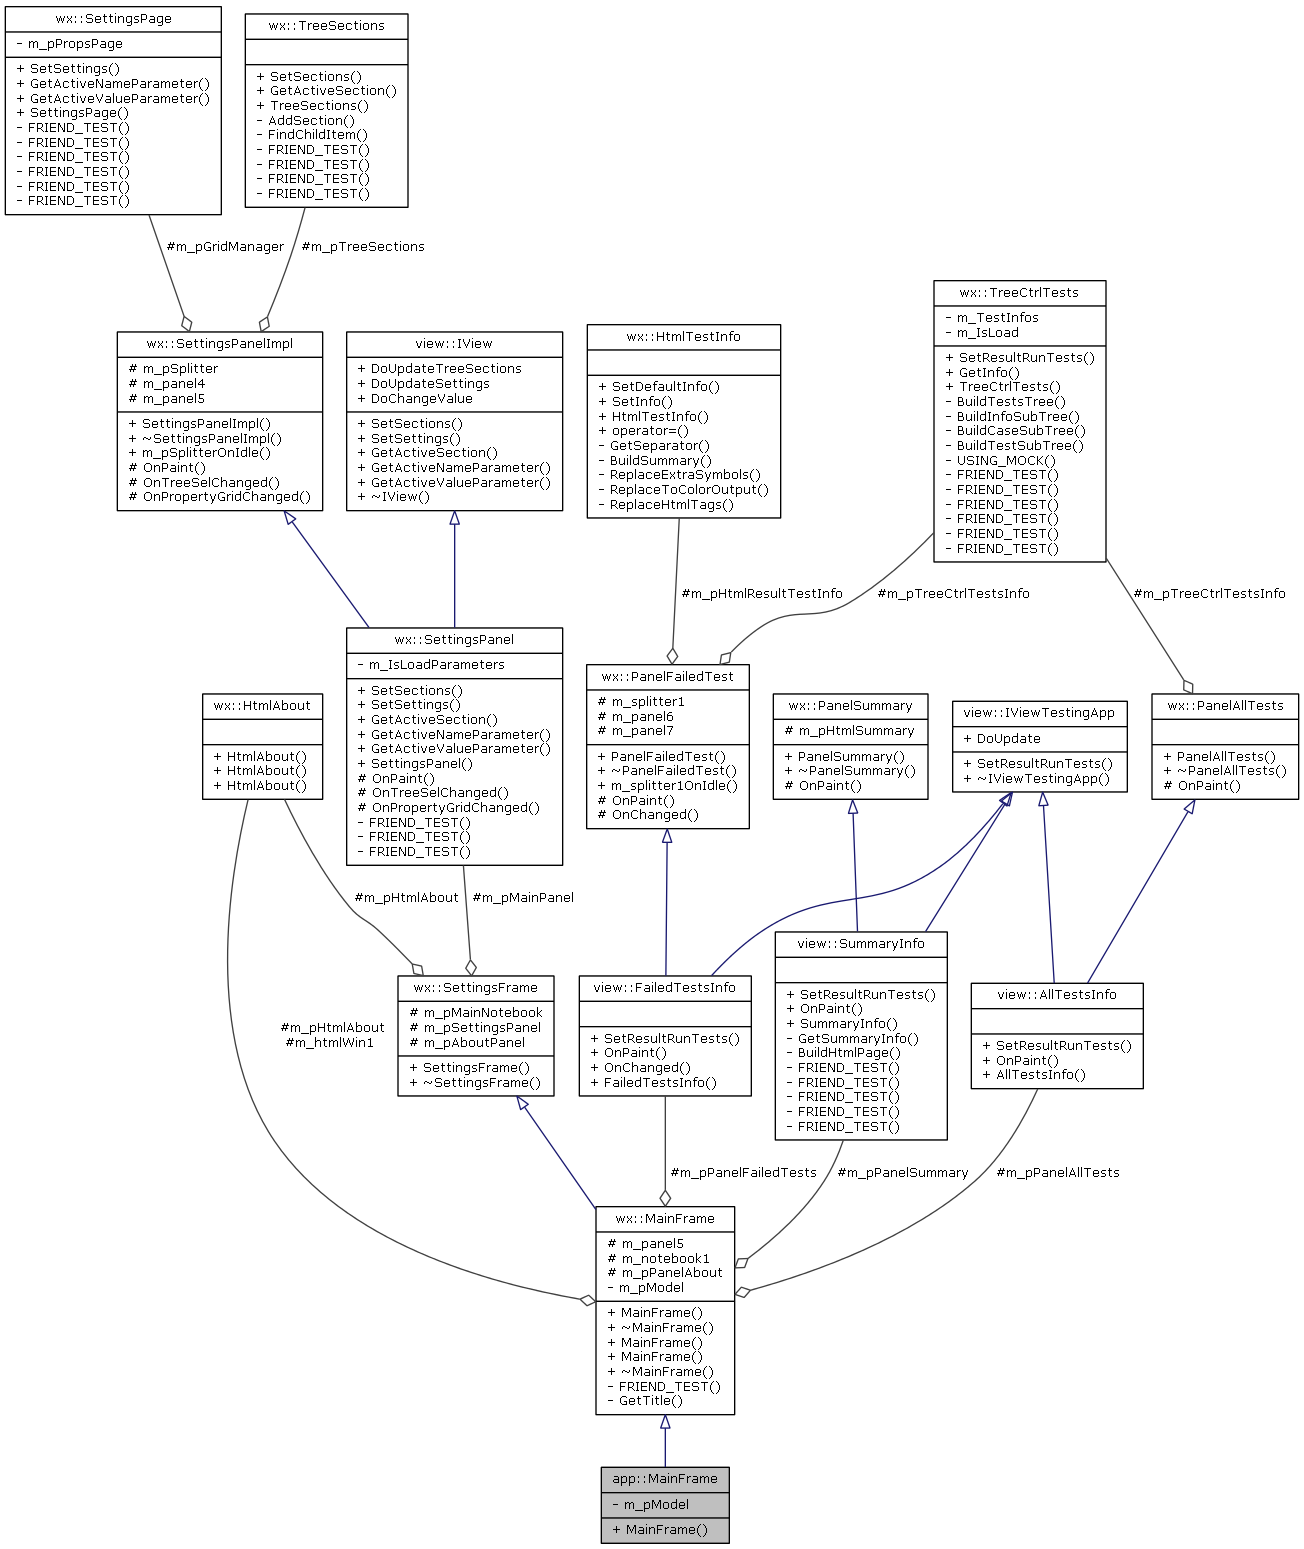 wx::SettingsPage
- m_pPropsPage
+ SetSettings()
+ GetActiveNameParameter()
+ GetActiveValueParameter()
+ SettingsPage()
- FRIEND_TEST()
- FRIEND_TEST()
- FRIEND_TEST()
- FRIEND_TEST()
- FRIEND_TEST()
- FRIEND_TEST()
wx::TreeSections
+ SetSections()
+ GetActiveSection()
+ TreeSections()
- AddSection()
- FindChildItem()
- FRIEND_TEST()
- FRIEND_TEST()
- FRIEND_TEST()
- FRIEND_TEST()
#m_pGridManager
#m_pTreeSections
wx::SettingsPanelImpl
# m_pSplitter
# m_panel4
# m_panel5
+ SettingsPanelImpl()
+ ~SettingsPanelImpl()
+ m_pSplitterOnIdle()
# OnPaint()
# OnTreeSelChanged()
# OnPropertyGridChanged()
view::IView
+ DoUpdateTreeSections
+ DoUpdateSettings
+ DoChangeValue
+ SetSections()
+ SetSettings()
+ GetActiveSection()
+ GetActiveNameParameter()
+ GetActiveValueParameter()
+ ~IView()
wx::HtmlTestInfo
+ SetDefaultInfo()
+ SetInfo()
+ HtmlTestInfo()
+ operator=()
- GetSeparator()
- BuildSummary()
- ReplaceExtraSymbols()
- ReplaceToColorOutput()
- ReplaceHtmlTags()
wx::TreeCtrlTests
- m_TestInfos
- m_IsLoad
+ SetResultRunTests()
+ GetInfo()
+ TreeCtrlTests()
- BuildTestsTree()
- BuildInfoSubTree()
- BuildCaseSubTree()
- BuildTestSubTree()
- USING_MOCK()
- FRIEND_TEST()
- FRIEND_TEST()
- FRIEND_TEST()
- FRIEND_TEST()
- FRIEND_TEST()
- FRIEND_TEST()
#m_pHtmlResultTestInfo
#m_pTreeCtrlTestsInfo
#m_pTreeCtrlTestsInfo
wx::SettingsPanel
- m_IsLoadParameters
+ SetSections()
+ SetSettings()
+ GetActiveSection()
+ GetActiveNameParameter()
+ GetActiveValueParameter()
+ SettingsPanel()
# OnPaint()
# OnTreeSelChanged()
# OnPropertyGridChanged()
- FRIEND_TEST()
- FRIEND_TEST()
- FRIEND_TEST()
wx::HtmlAbout
+ HtmlAbout()
+ HtmlAbout()
+ HtmlAbout()
wx::PanelFailedTest
# m_splitter1
# m_panel6
# m_panel7
+ PanelFailedTest()
+ ~PanelFailedTest()
+ m_splitter1OnIdle()
# OnPaint()
# OnChanged()
wx::PanelSummary
# m_pHtmlSummary
+ PanelSummary()
+ ~PanelSummary()
# OnPaint()
view::IViewTestingApp
+ DoUpdate
+ SetResultRunTests()
+ ~IViewTestingApp()
wx::PanelAllTests
+ PanelAllTests()
+ ~PanelAllTests()
# OnPaint()
#m_pHtmlAbout
#m_pMainPanel
wx::SettingsFrame
# m_pMainNotebook
# m_pSettingsPanel
# m_pAboutPanel
+ SettingsFrame()
+ ~SettingsFrame()
view::FailedTestsInfo
+ SetResultRunTests()
+ OnPaint()
+ OnChanged()
+ FailedTestsInfo()
view::SummaryInfo
+ SetResultRunTests()
+ OnPaint()
+ SummaryInfo()
- GetSummaryInfo()
- BuildHtmlPage()
- FRIEND_TEST()
- FRIEND_TEST()
- FRIEND_TEST()
- FRIEND_TEST()
- FRIEND_TEST()
view::AllTestsInfo
+ SetResultRunTests()
+ OnPaint()
+ AllTestsInfo()
#m_pHtmlAbout
#m_htmlWin1
#m_pPanelFailedTests
#m_pPanelSummary
#m_pPanelAllTests
wx::MainFrame
# m_panel5
# m_notebook1
# m_pPanelAbout
- m_pModel
+ MainFrame()
+ ~MainFrame()
+ MainFrame()
+ MainFrame()
+ ~MainFrame()
- FRIEND_TEST()
- GetTitle()
app::MainFrame
- m_pModel
+ MainFrame()